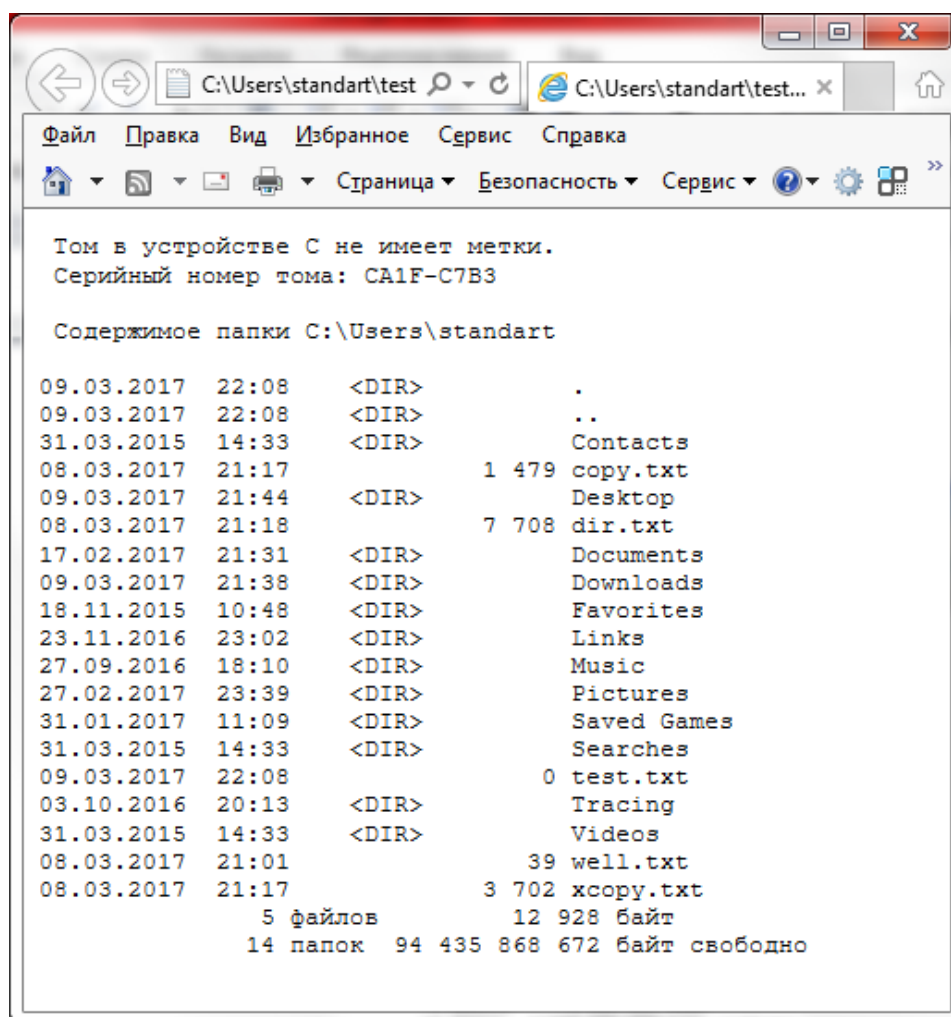 C:\Users\standart\test
C:\Users\standart\test...
Файл Правка Вид Избранное Сервис Справка
Страница Безопасность Сервис
Том в устройстве C не имеет метки.
Серийный номер тома: CA1F-C7B3
Содержимое папки C:\Users\standart
09.03.2017 22:08 <DIR> .
09.03.2017 22:08 <DIR> ..
31.03.2015 14:33 <DIR> Contacts
08.03.2017 21:17 1 479 copy.txt
09.03.2017 21:44 <DIR> Desktop
08.03.2017 21:18 7 708 dir.txt
17.02.2017 21:31 <DIR> Documents
09.03.2017 21:38 <DIR> Downloads
18.11.2015 10:48 <DIR> Favorites
23.11.2016 23:02 <DIR> Links
27.09.2016 18:10 <DIR> Music
27.02.2017 23:39 <DIR> Pictures
31.01.2017 11:09 <DIR> Saved Games
31.03.2015 14:33 <DIR> Searches
09.03.2017 22:08 0 test.txt
03.10.2016 20:13 <DIR> Tracing
31.03.2015 14:33 <DIR> Videos
08.03.2017 21:01 39 well.txt
08.03.2017 21:17 3 702 xcopy.txt
5 файлов 12 928 байт
14 папок 94 435 868 672 байт свободно